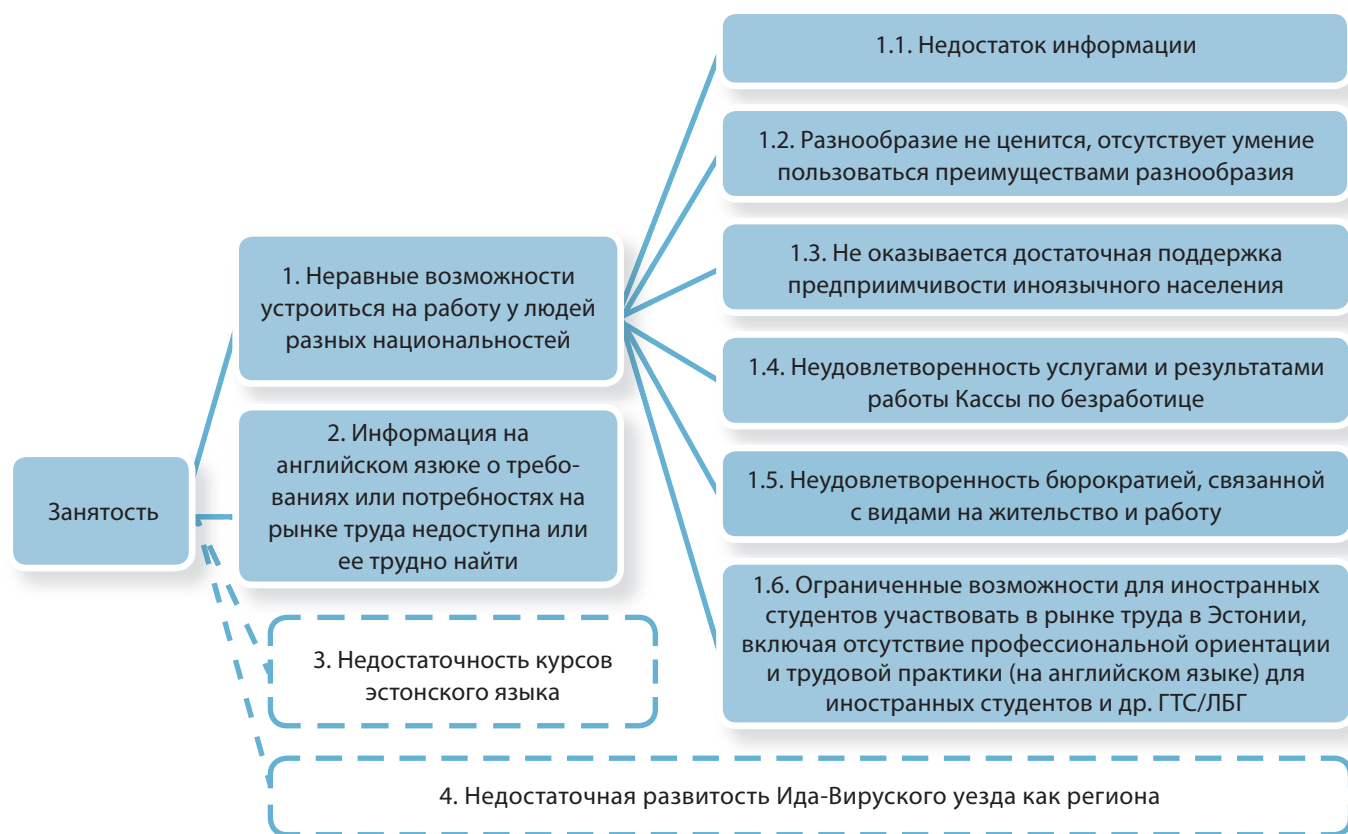 Занятость
1. Неравные возможности
устроиться на работу у людей
разных национальностей
2. Информация на
английском язюке о требо-
ваниях или потребностях на
рынке труда недоступна или
ее трудно найти
3. Недостаточность курсов
эстонского языка
4. Недостаточная развитость Ида-Вируского уезда как региона
1.1. Недостаток информации
1.2. Разнообразие не ценится, отсутствует умение
пользоваться преимуществами разнообразия
1.3. Не оказывается достаточная поддержка
предприимчивости иноязычного населения
1.4. Неудовлетворенность услугами и результатами
работы Кассы по безработице
1.5. Неудовлетворенность бюрократией, связанной
с видами на жительство и работу
1.6. Ограниченные возможности для иностранных
студентов участвовать в рынке труда в Эстонии,
включая отсутствие профессиональной ориентации
и трудовой практики (на английском языке) для
иностранных студентов и др. ГТС/ЛБГ